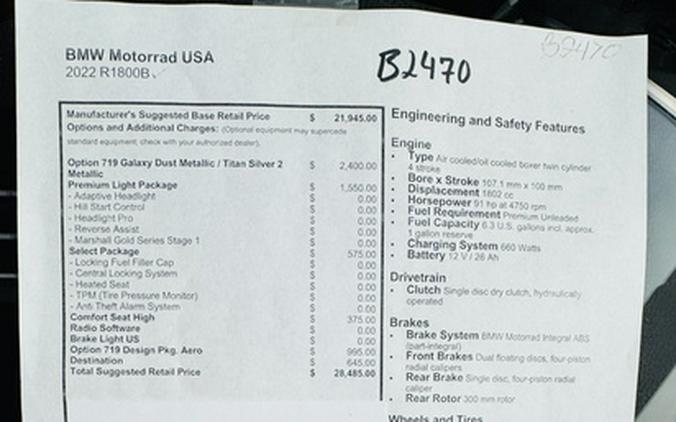 BMW Motorrad USA
2022 R1800B
B2470
B2470
Manufacturer's Suggested Base Retail Price $ 21,945.00
Options and Additional Charges: (Optional equipment may supercede
standard equipment; check with your authorized dealer).
Option 719 Galaxy Dust Metallic / Titan Silver 2 $ 2,400.00
Metallic
Premium Light Package $ 1,550.00
- Adaptive Headlight $ 0.00
- Hill Start Control $ 0.00
- Headlight Pro $ 0.00
- Reverse Assist $ 0.00
- Marshall Gold Series Stage 1 $ 0.00
Select Package $ 575.00
- Locking Fuel Filler Cap $ 0.00
- Central Locking System $ 0.00
- Heated Seat $ 0.00
- TPM (Tire Pressure Monitor) $ 0.00
- Anti Theft Alarm System $ 0.00
Comfort Seat High $ 375.00
Radio Software $ 0.00
Brake Light US $ 0.00
Option 719 Design Pkg. Aero $ 995.00
Destination $ 645.00
Total Suggested Retail Price $ 28,485.00
Engineering and Safety Features
Engine
• Type Air cooled/oil cooled boxer twin cylinder
4 stroke
• Bore x Stroke 107.1 mm x 100 mm
• Displacement 1802 cc
• Horsepower 91 hp at 4750 rpm
• Fuel Requirement Premium Unleaded
• Fuel Capacity 6.3 U.S. gallons incl. approx.
1 gallon reserve
• Charging System 660 Watts
• Battery 12 V / 26 Ah
Drivetrain
• Clutch Single disc dry clutch, hydraulically
operated
Brakes
• Brake System BMW Motorrad Integral ABS
(part-integral)
• Front Brakes Dual floating discs, four-piston
radial calipers
• Rear Brake Single disc, four-piston radial
caliper
• Rear Rotor 300 mm rotor
Wheels and Tires